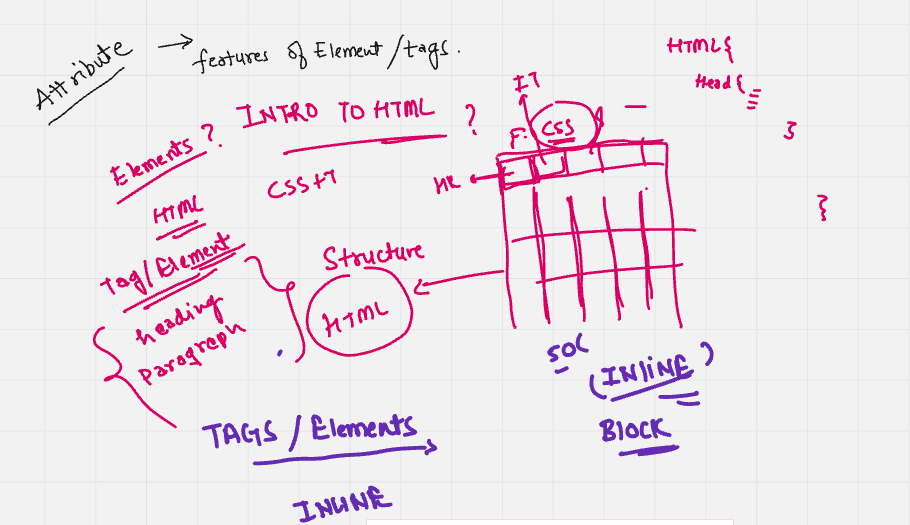 Attribute → features of Element/tags.
HTML{
Head{
}
}
INTRO TO HTML ?
Elements ?
CSS+7
IT
F.
CSS
HR
HTML
Tag/Element
heading
Paragraph
Structure
HTML
SOC
(INLINE)
BLOCK
TAGS / Elements
INLINE